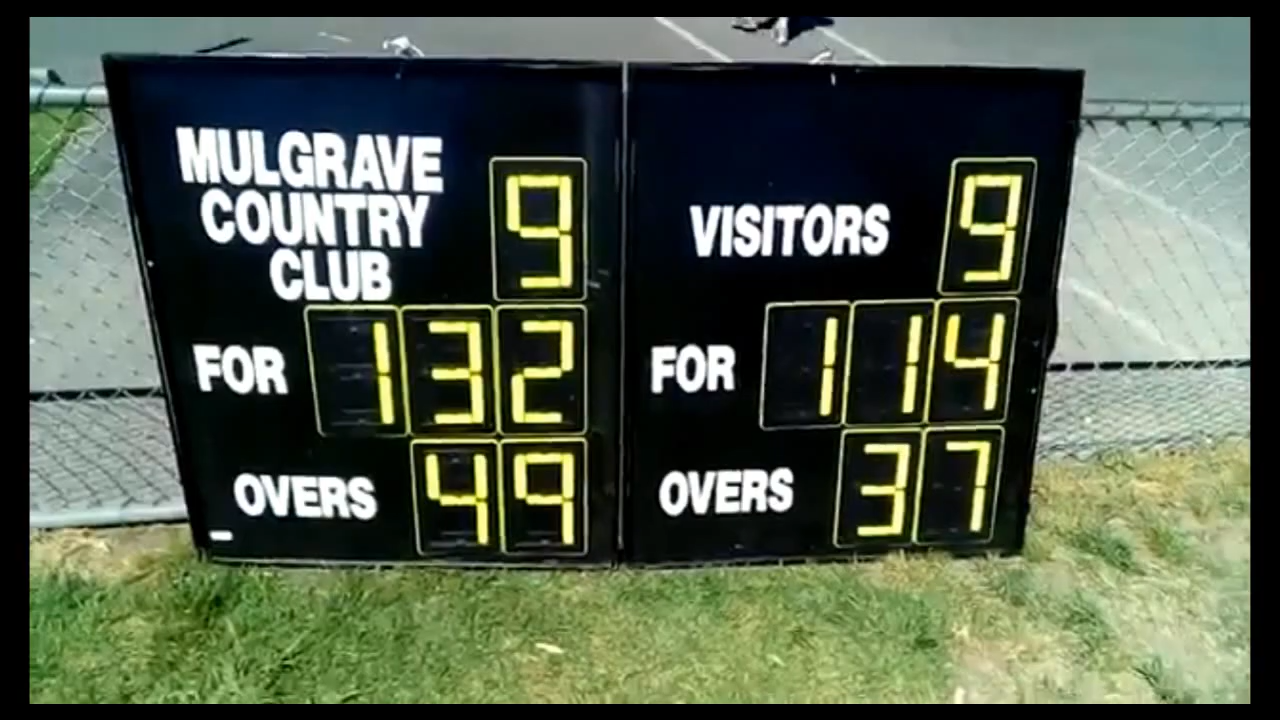 MULGRAVE
COUNTRY
CLUB 9
FOR 132
OVERS 49
VISITORS 9
FOR 114
OVERS 37